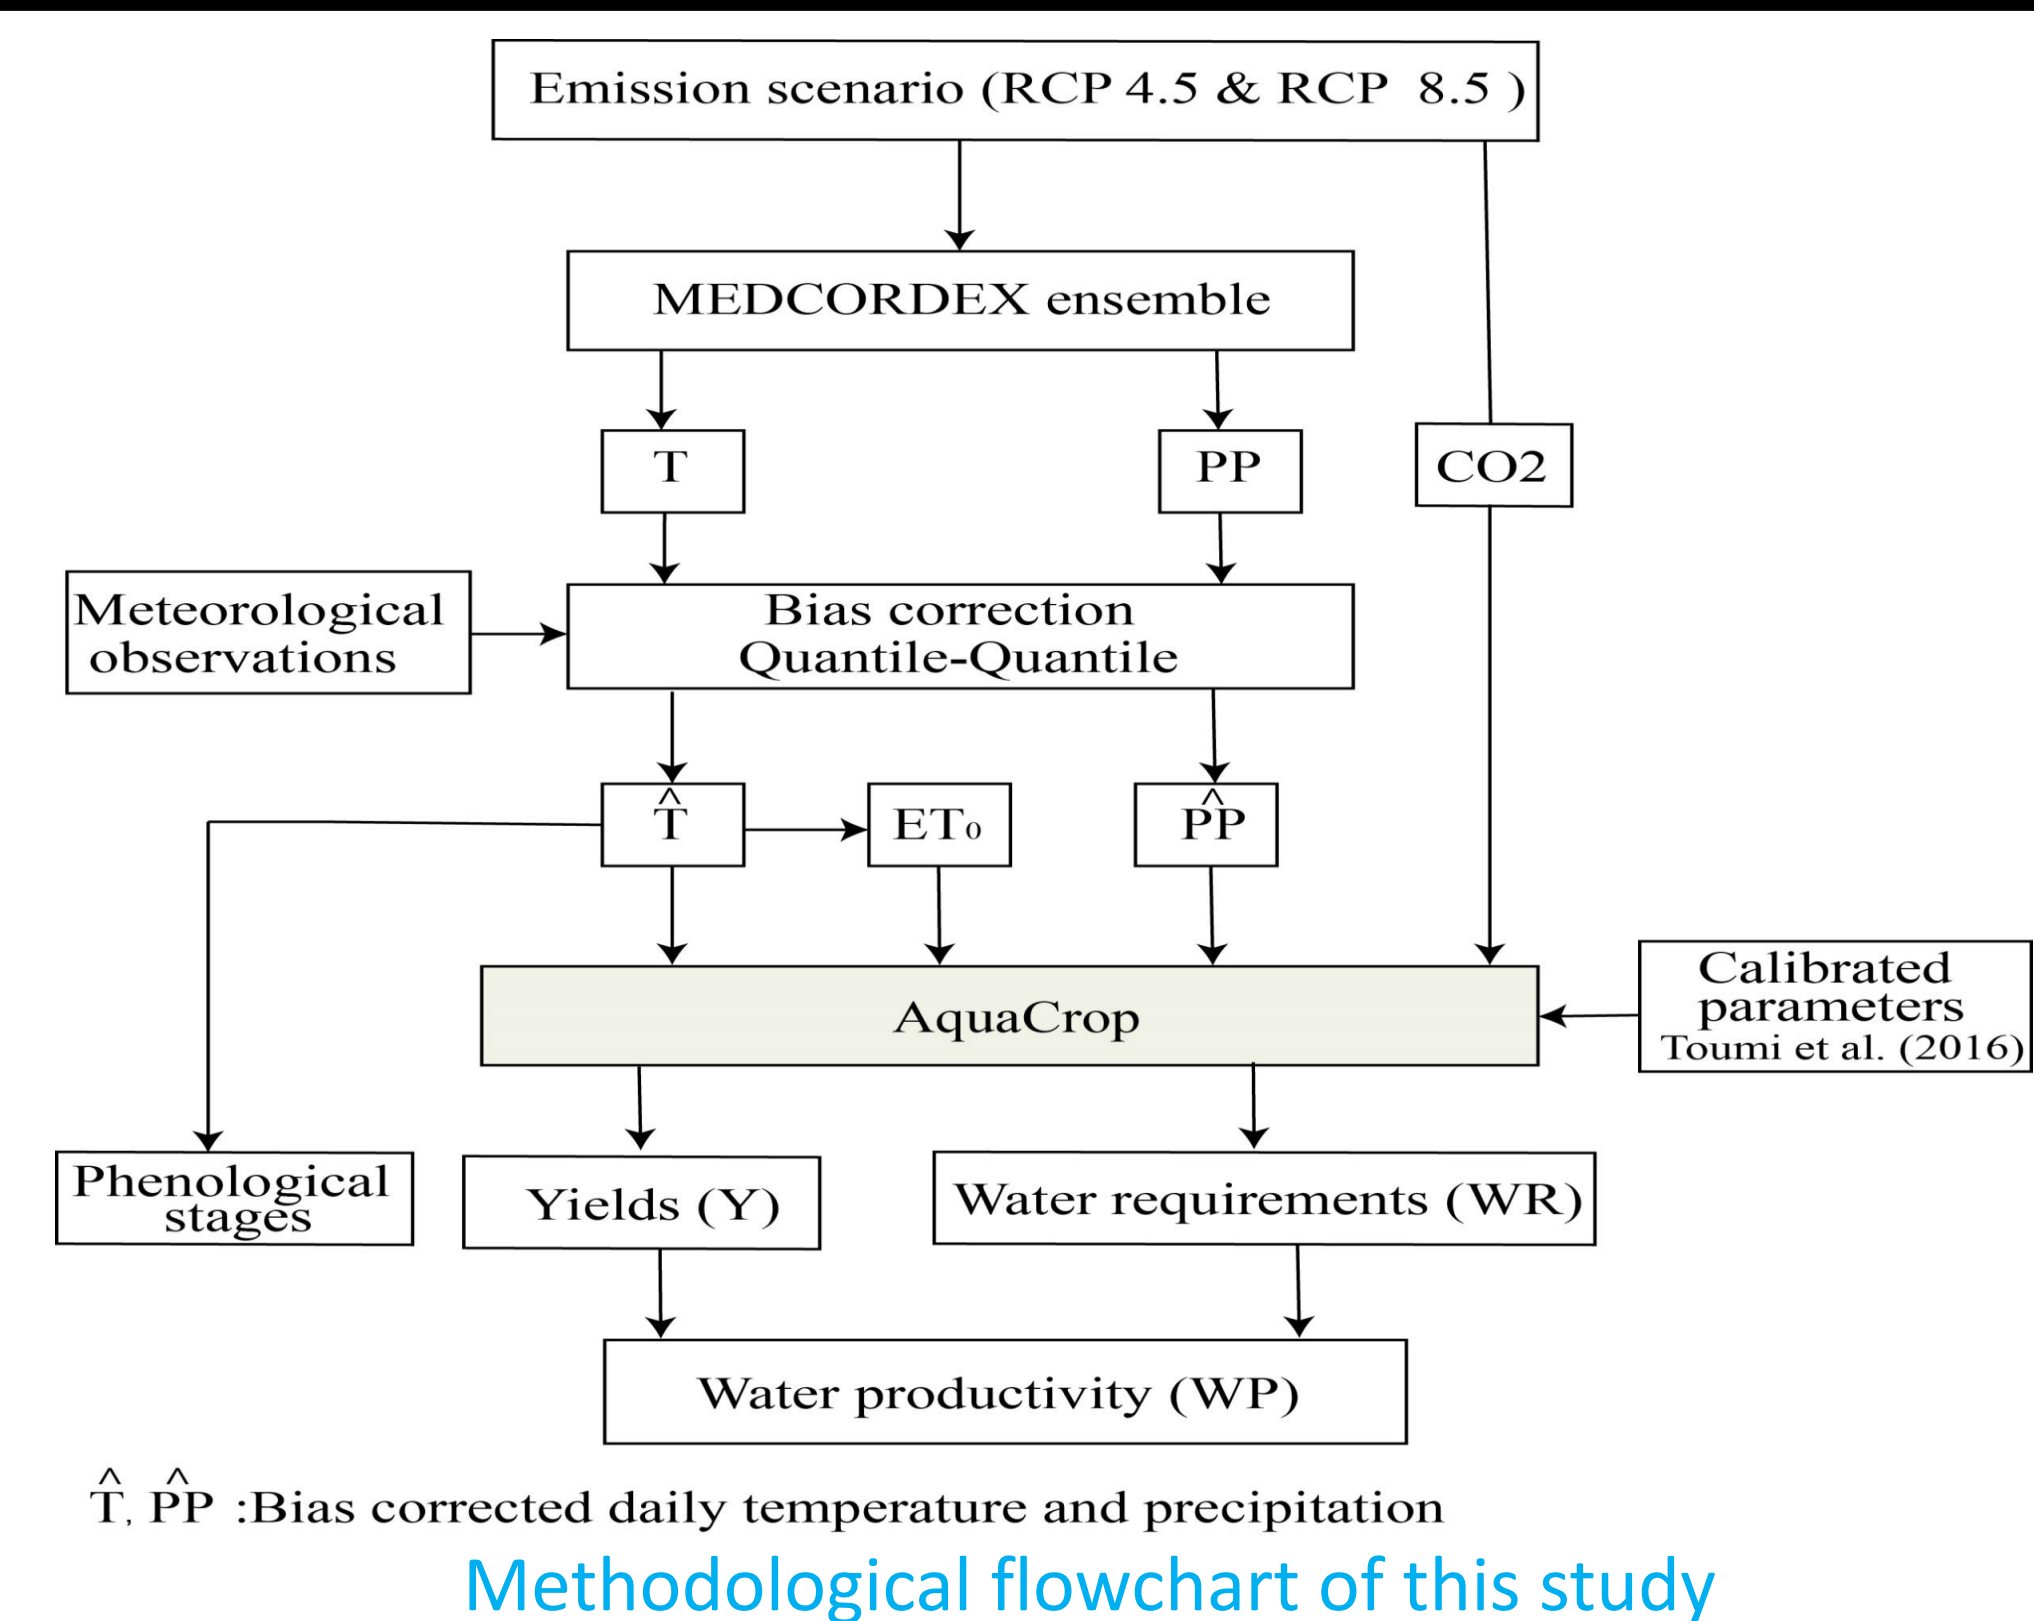 Emission scenario (RCP 4.5 & RCP 8.5 )
MEDCORDEX ensemble
T
PP
CO2
Meteorological
observations
Bias correction
Quantile-Quantile
T̂
ET₀
P̂P
AquaCrop
Calibrated
parameters
Toumi et al. (2016)
Phenological
stages
Yields (Y)
Water requirements (WR)
Water productivity (WP)
T̂, P̂P :Bias corrected daily temperature and precipitation
Methodological flowchart of this study